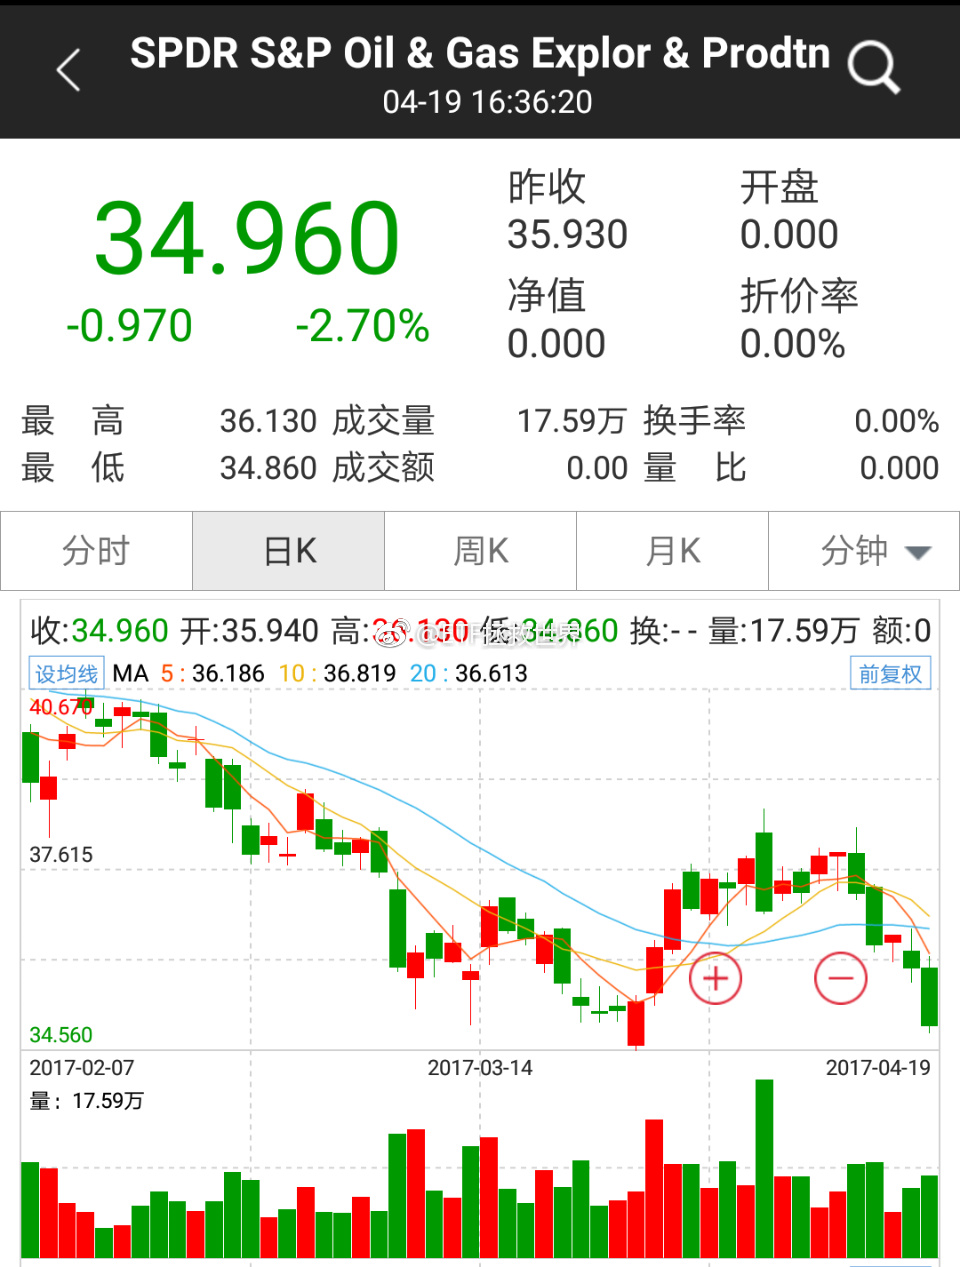 SPDR S&P Oil & Gas Explor & Prodtn
04-19 16:36:20
34.960
-0.970 -2.70%
昨收 开盘
35.930 0.000
净值 折价率
0.000 0.00%
最 高 36.130 成交量 17.59万 换手率 0.00%
最 低 34.860 成交额 0.00 量 比 0.000
分时 日K 周K 月K 分钟
收:34.960 开:35.940 高:36.130 低:34.860 换:-- 量:17.59万 额:0
设均线 MA 5:36.186 10:36.819 20:36.613 前复权
40.670
37.615
34.560
2017-02-07 2017-03-14 2017-04-19
量：17.59万